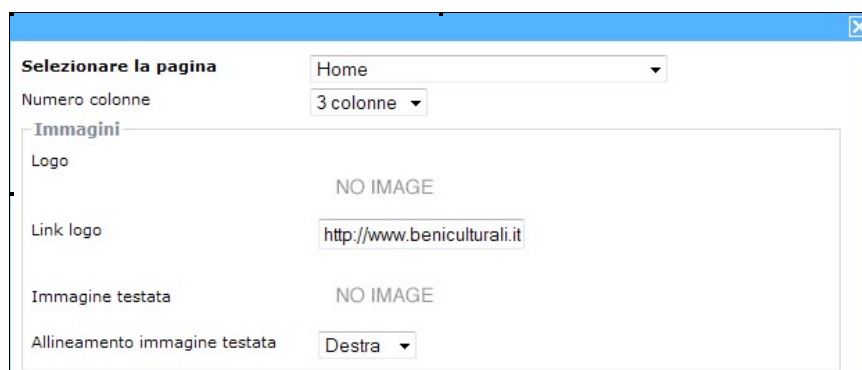 Selezionare la pagina Home
Numero colonne 3 colonne
Immagini
Logo
NO IMAGE
Link logo http://www.beniculturali.it
Immagine testata NO IMAGE
Allineamento immagine testata Destra